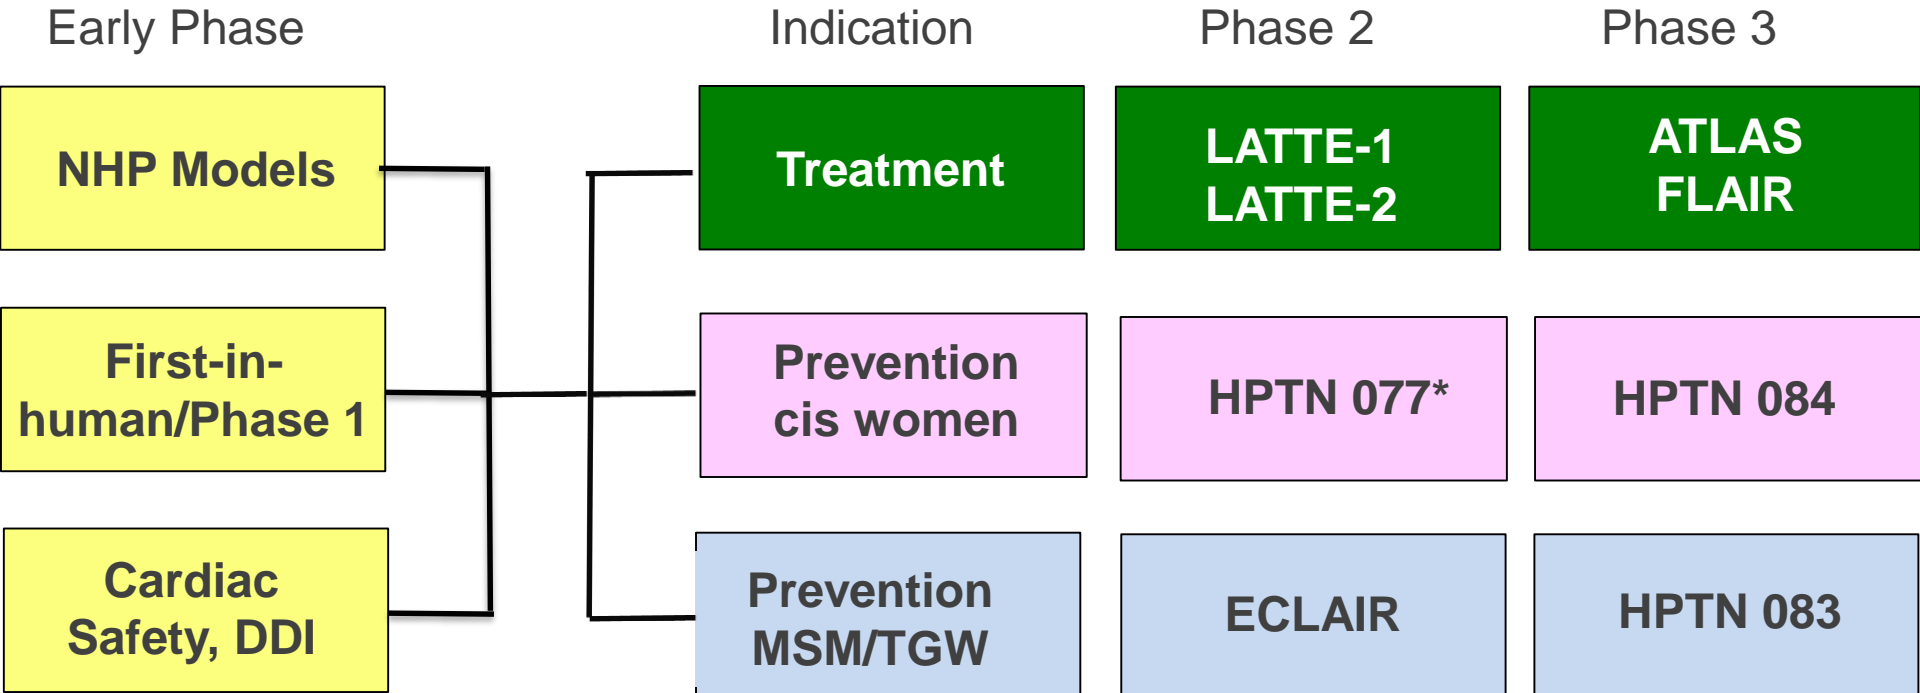 Early Phase
Indication
Phase 2
Phase 3
NHP Models
Treatment
LATTE-1
LATTE-2
ATLAS
FLAIR
First-in-
human/Phase 1
Prevention
cis women
HPTN 077*
HPTN 084
Cardiac
Safety, DDI
Prevention
MSM/TGW
ECLAIR
HPTN 083